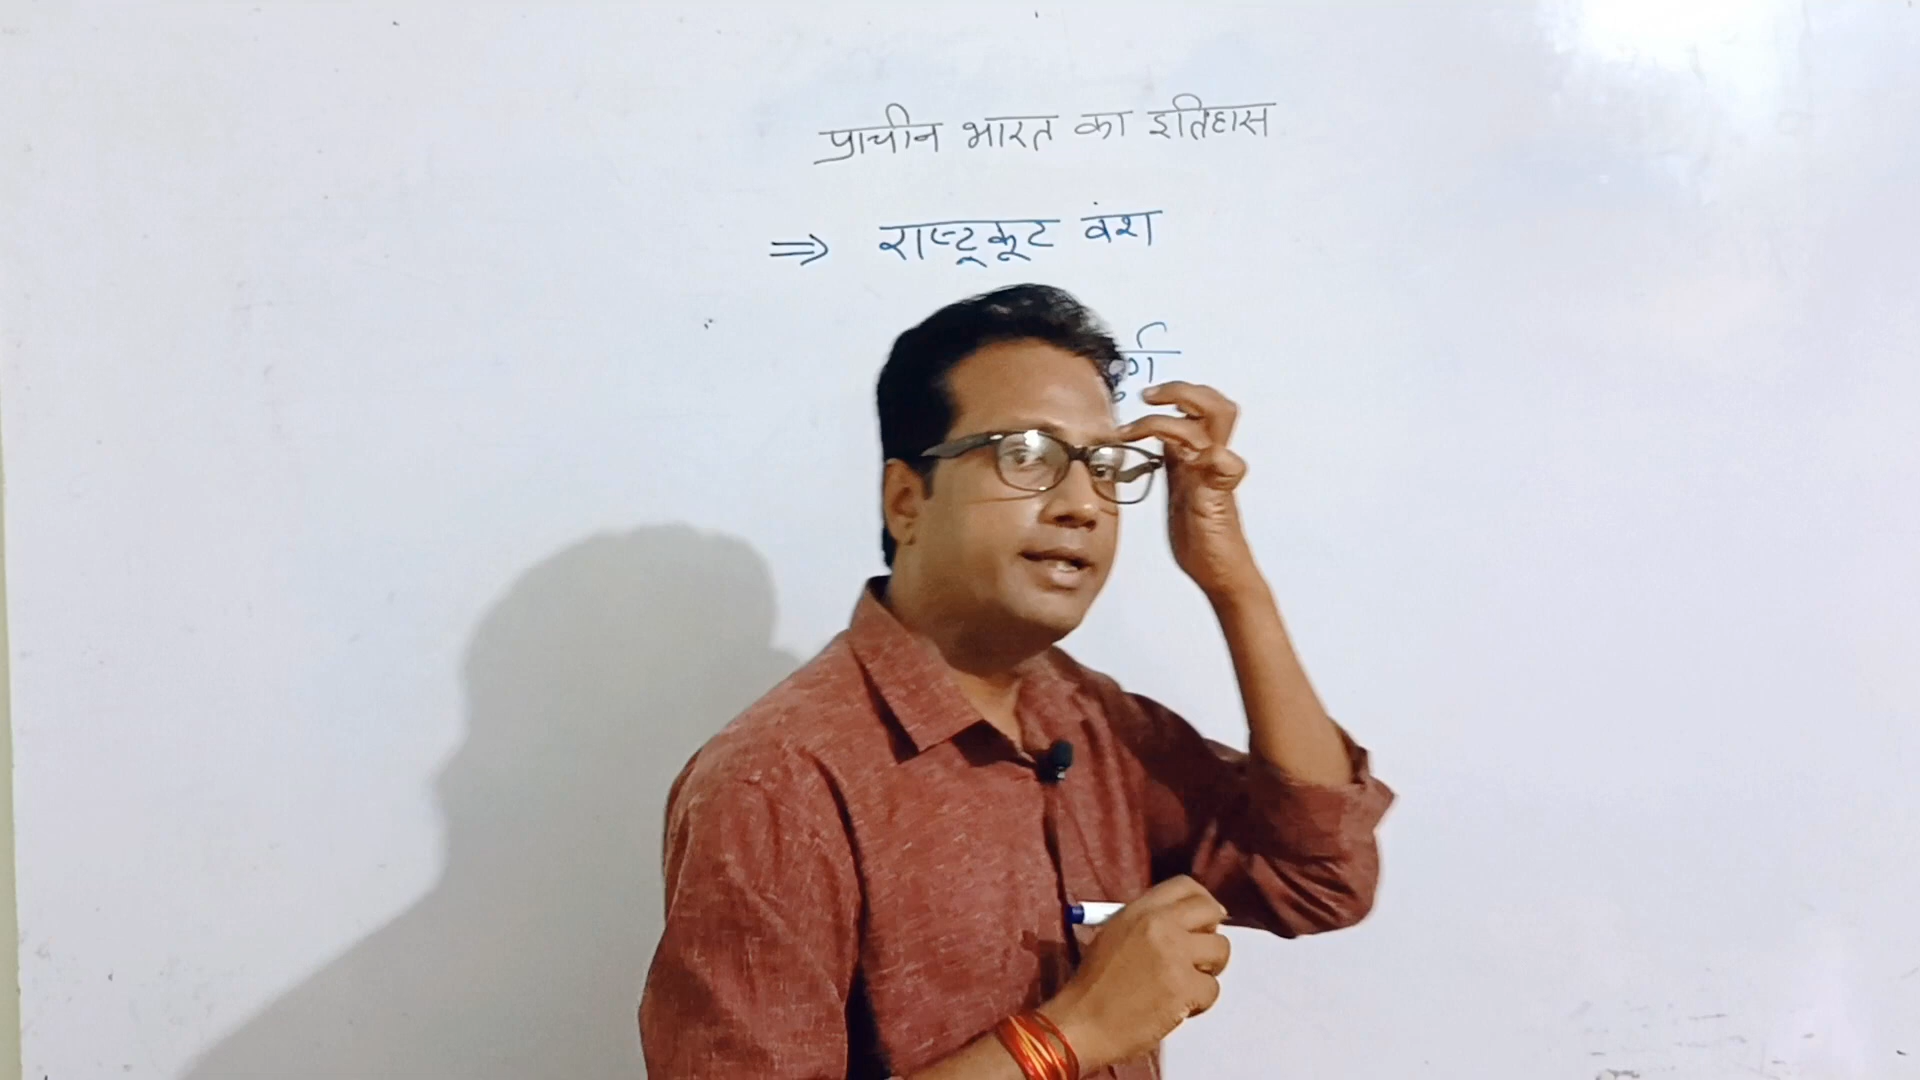 प्राचीन भारत का इतिहास
⇒ राष्ट्रकूट वंश